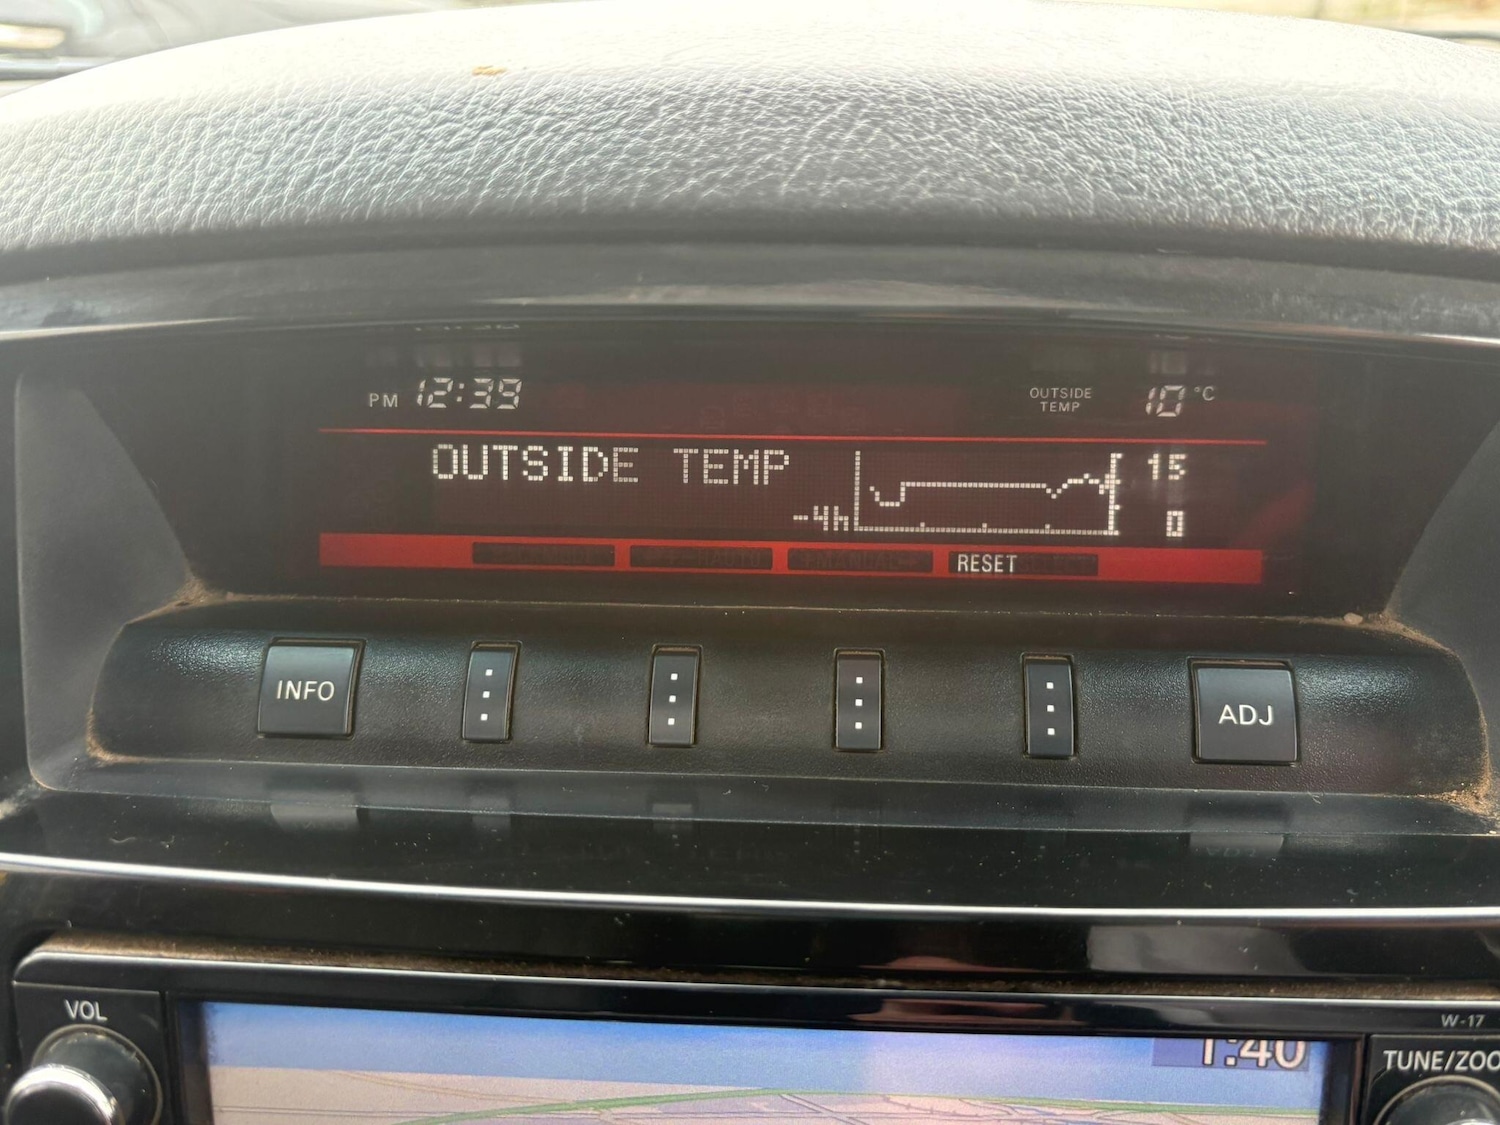 PM 12:39
OUTSIDE TEMP 10 °C
OUTSIDE TEMP
15
-4h
0
RESET
INFO
ADJ
VOL
W-17
1:40
TUNE/ZOO